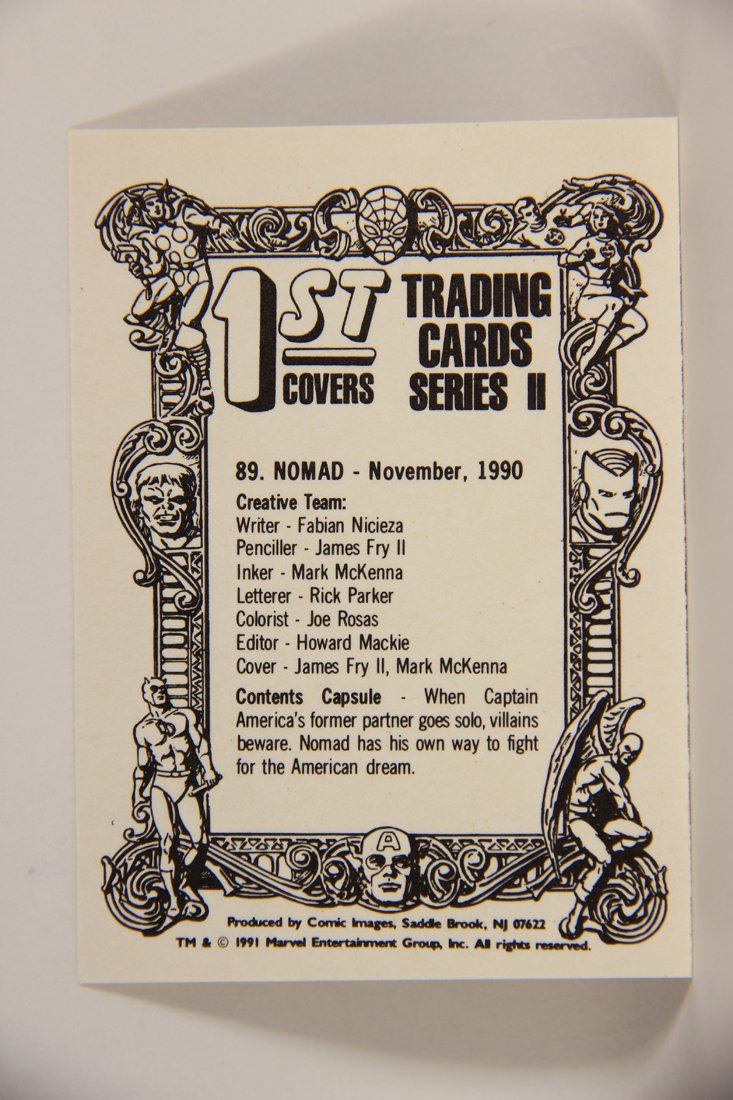 1ST
COVERS
TRADING
CARDS
SERIES II
89. NOMAD - November, 1990
Creative Team:
Writer - Fabian Nicieza
Penciller - James Fry II
Inker - Mark McKenna
Letterer - Rick Parker
Colorist - Joe Rosas
Editor - Howard Mackie
Cover - James Fry II, Mark McKenna
Contents Capsule - When Captain
America's former partner goes solo, villains
beware. Nomad has his own way to fight
for the American dream.
A
Produced by Comic Images, Saddle Brook, NJ 07622
TM & © 1991 Marvel Entertainment Group, Inc. All rights reserved.